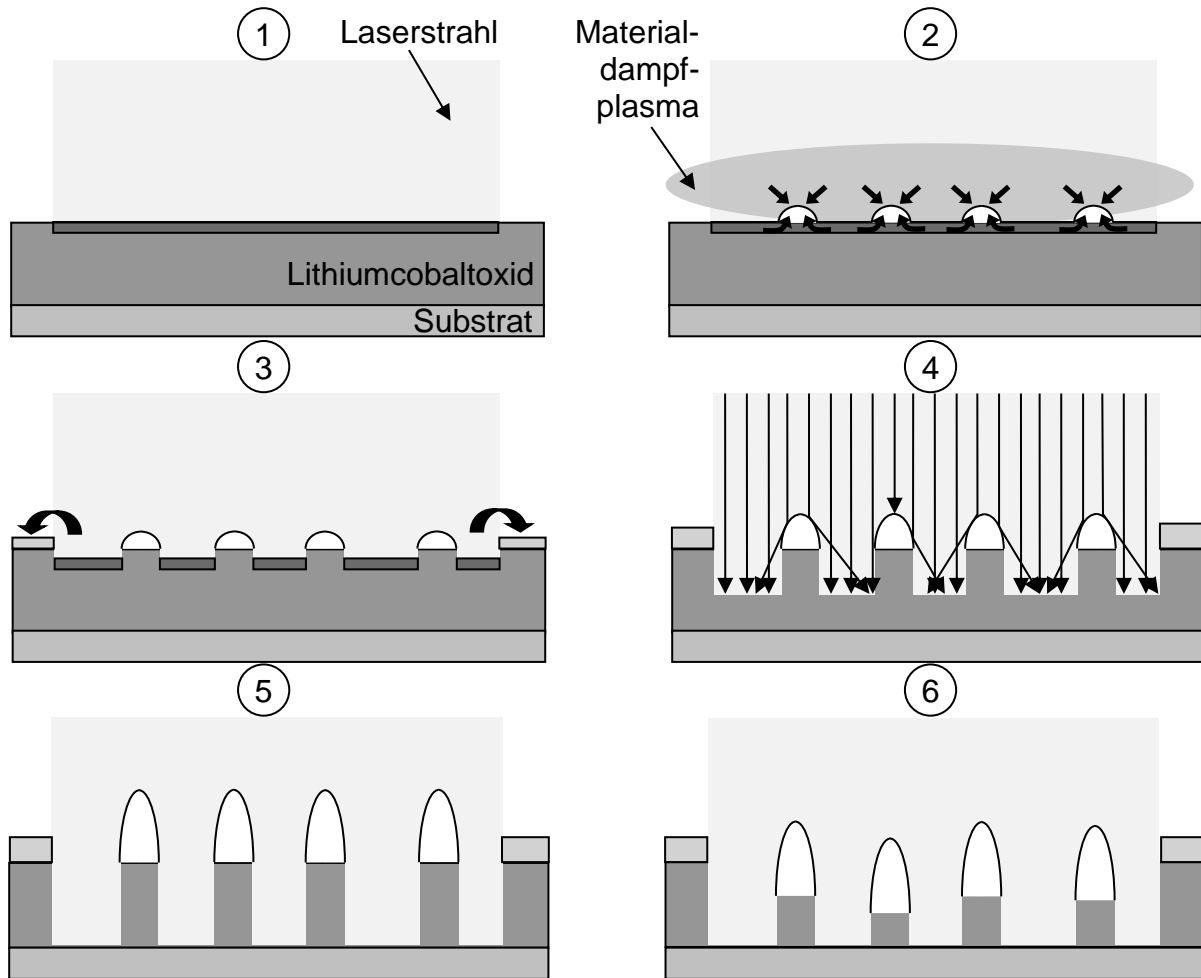 1
Laserstrahl
Material-
dampf-
plasma
2
Lithiumcobaltoxid
Substrat
3
4
5
6